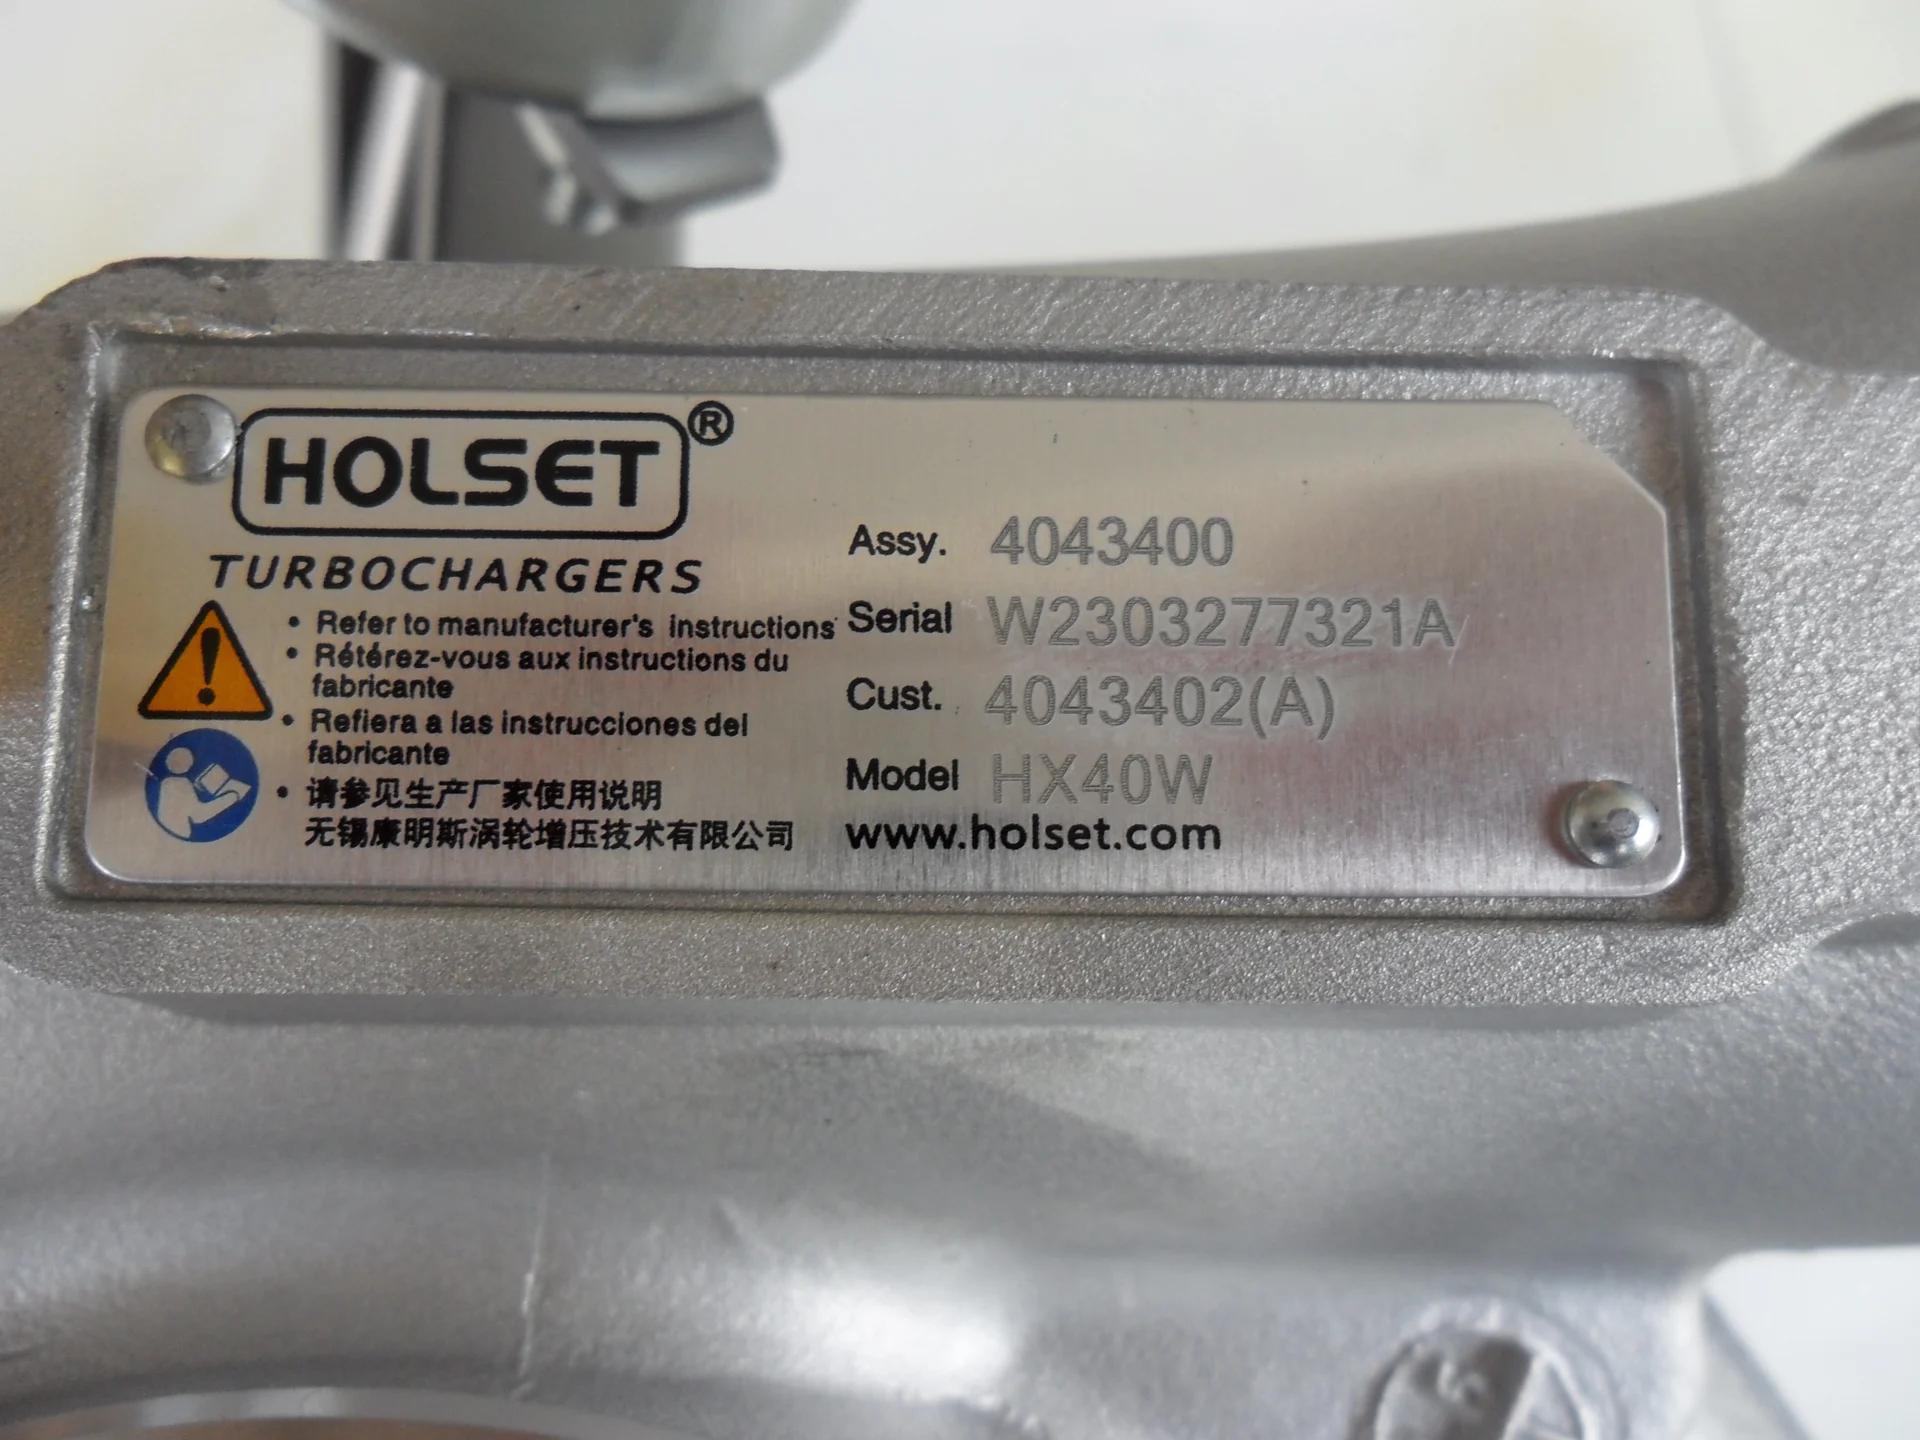 HOLSET®
TURBOCHARGERS
• Refer to manufacturer's instructions
• Rétérez-vous aux instructions du
fabricante
• Refiera a las instrucciones del
fabricante
• 请参见生产厂家使用说明
无锡康明斯涡轮增压技术有限公司
Assy. 4043400
Serial W2303277321A
Cust. 4043402(A)
Model HX40W
www.holset.com